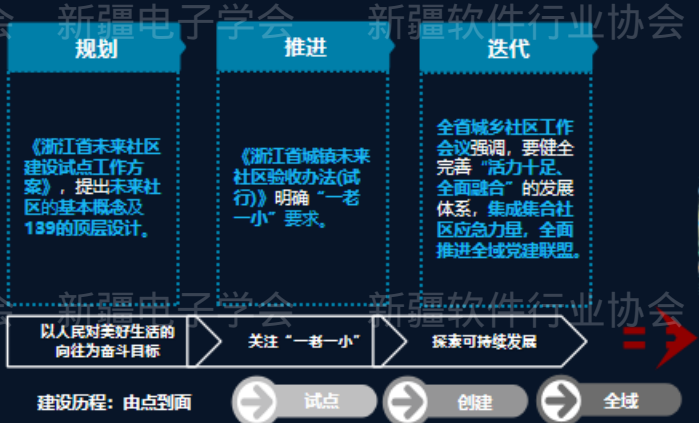 新疆电子学会
新疆软件行业协会
规划
推进
迭代
《浙江省未来社区
建设试点工作方
案》，提出未来社
区的基本概念及
139的顶层设计。
《浙江省城镇未来
社区验收办法(试
行)》明确“一老
一小”要求。
全省城乡社区工作
会议强调，要健全
完善“活力十足、
全面融合”的发展
体系，集成集合社
区应急力量，全面
推进全域党建联盟。
新疆电子学会
新疆软件行业协会
以人民对美好生活的
向往为奋斗目标
关注“一老一小”
探索可持续发展
建设历程：由点到面
试点
创建
全域